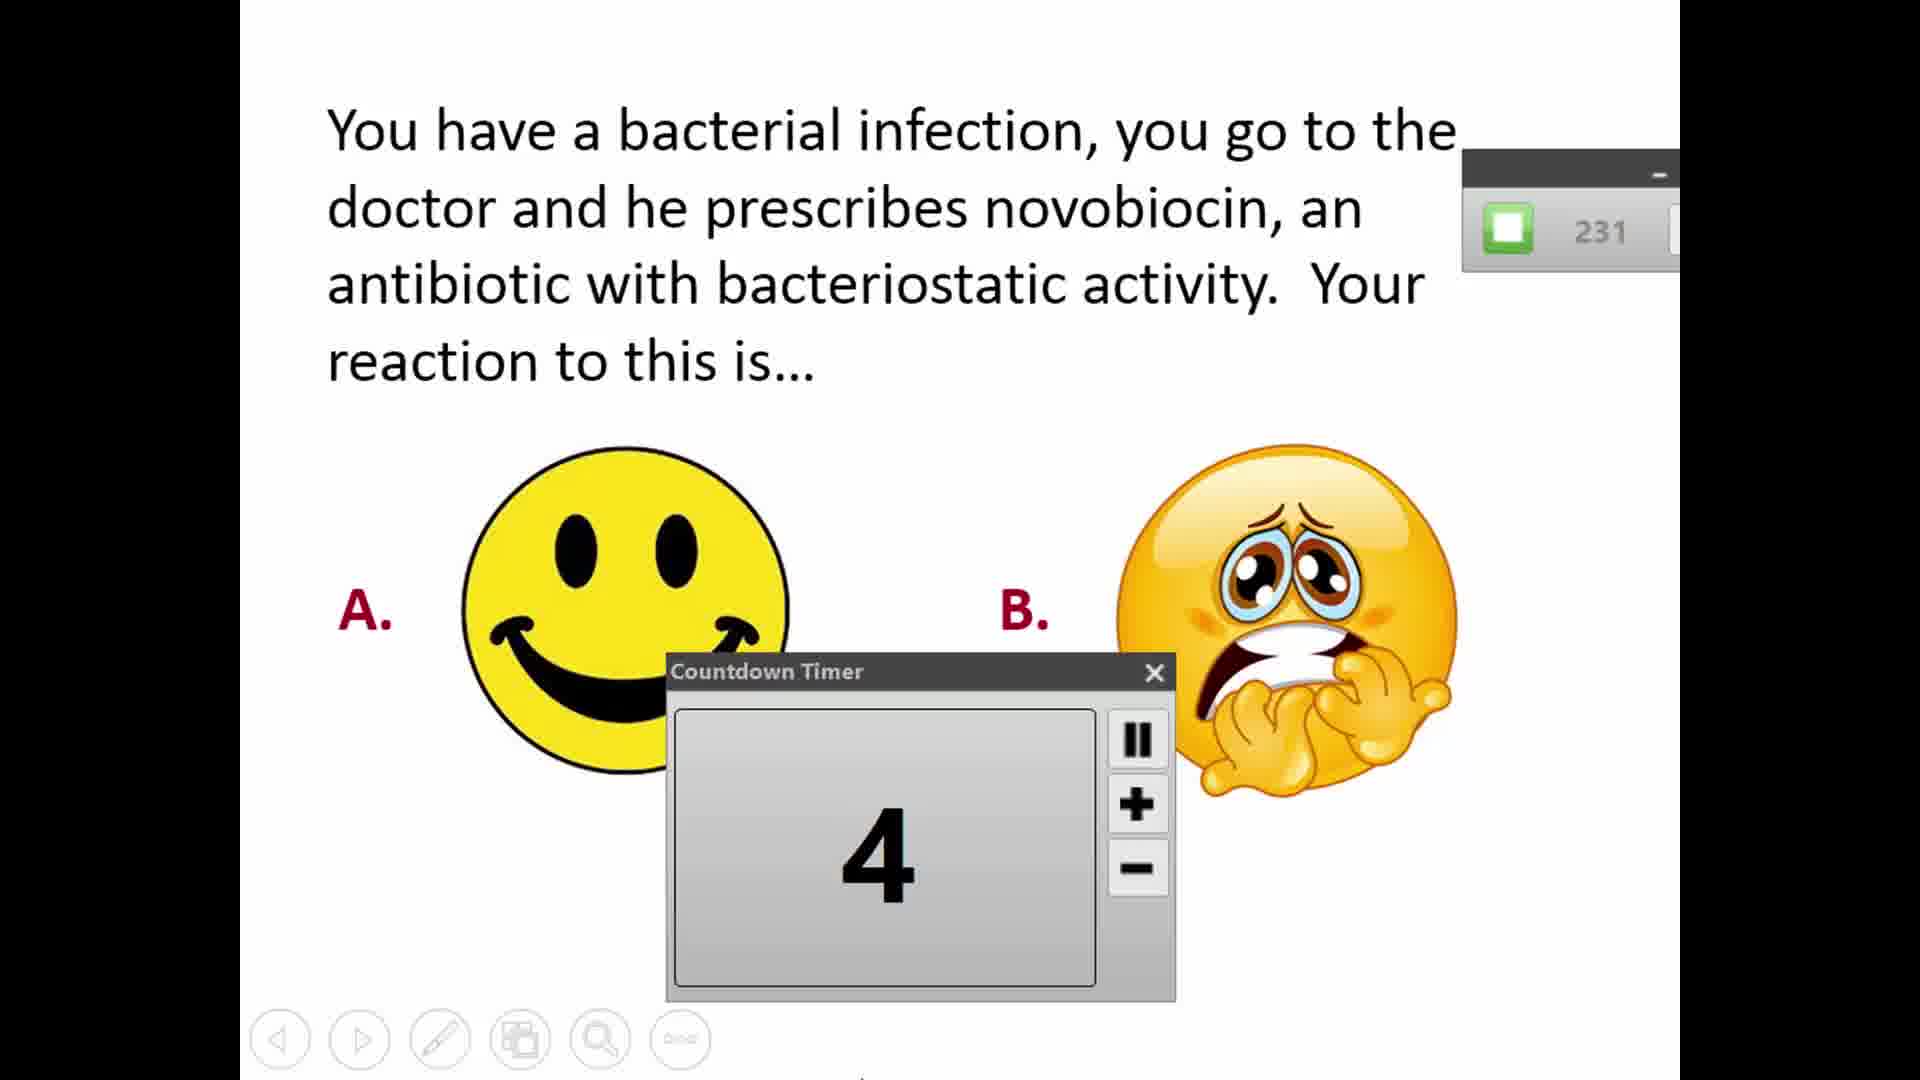 You have a bacterial infection, you go to the
doctor and he prescribes novobiocin, an
antibiotic with bacteriostatic activity.  Your
reaction to this is...
231
A.
B.
Countdown Timer
4